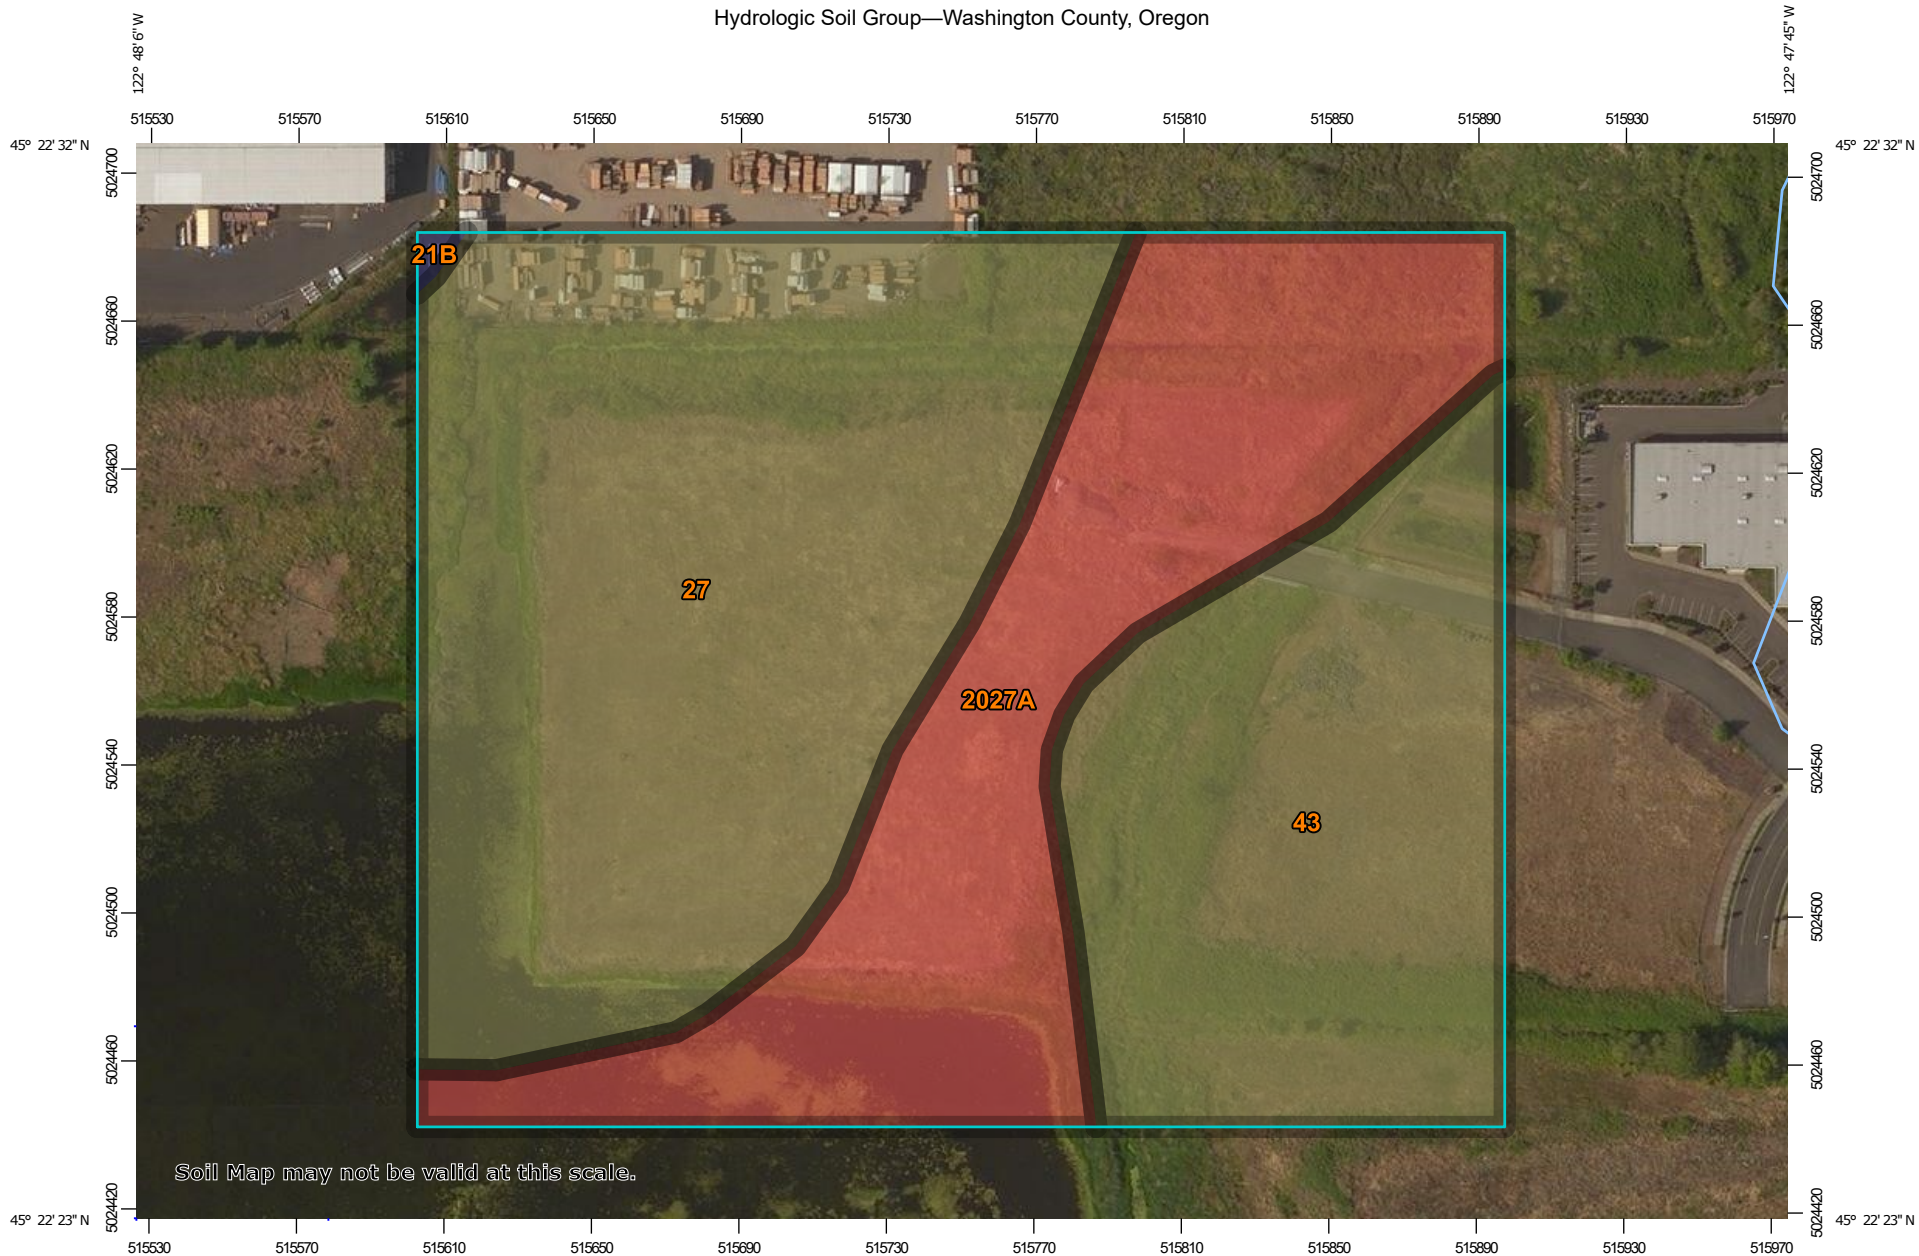 Hydrologic Soil Group—Washington County, Oregon
122° 48' 6'' W
122° 47' 45'' W
515530 515570 515610 515650 515690 515730 515770 515810 515850 515890 515930 515970
45° 22' 32'' N
45° 22' 32'' N
5024700
5024700
21B
5024660
5024660
5024620
5024620
27
5024580
5024580
2027A
5024540
5024540
43
5024500
5024500
5024460
5024460
Soil Map may not be valid at this scale.
5024420
5024420
45° 22' 23'' N
45° 22' 23'' N
515530 515570 515610 515650 515690 515730 515770 515810 515850 515890 515930 515970